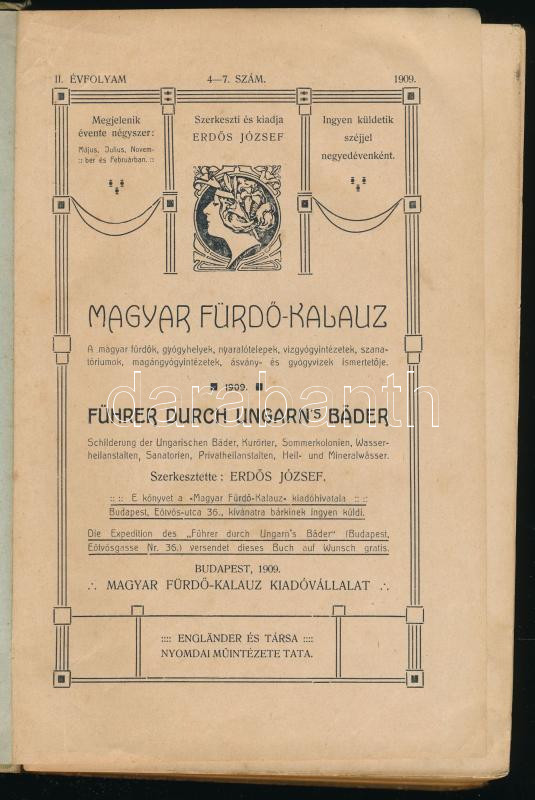 II. ÉVFOLYAM 4—7. SZÁM. 1909.
Megjelenik
évente négyszer:
Május, Julius, Novem-
:: ber és Februárban. ::
Szerkeszti és kiadja
ERDŐS JÓZSEF
Ingyen küldetik
széjjel
negyedévenként.
MAGYAR FÜRDŐ-KALAUZ
A magyar fürdők, gyógyhelyek, nyaralótelepek, vizgyógyintézetek, szana-
tóriumok, magángyógyintézetek, ásvány- és gyógyvizek ismertetője.
1909.
darabanth
FÜHRER DURCH UNGARN'S BÄDER
Schilderung der Ungarischen Bäder, Kurörter, Sommerkolonien, Wasser-
heilanstalten, Sanatorien, Privatheilanstalten, Heil- und Mineralwässer.
Szerkesztette: ERDŐS JÓZSEF.
:: :: E könyvet a «Magyar Fürdő-Kalauz» kiadóhivatala :: ::
Budapest, Eötvös-utca 36., kivánatra bárkinek ingyen küldi.
Die Expedition des „Führer durch Ungarn's Bäder" (Budapest,
Eötvösgasse Nr. 36.) versendet dieses Buch auf Wunsch gratis.
BUDAPEST, 1909.
∴ MAGYAR FÜRDŐ-KALAUZ KIADÓVÁLLALAT ∴
:::: ENGLÄNDER ÉS TÁRSA ::::
NYOMDAI MŰINTÉZETE TATA.